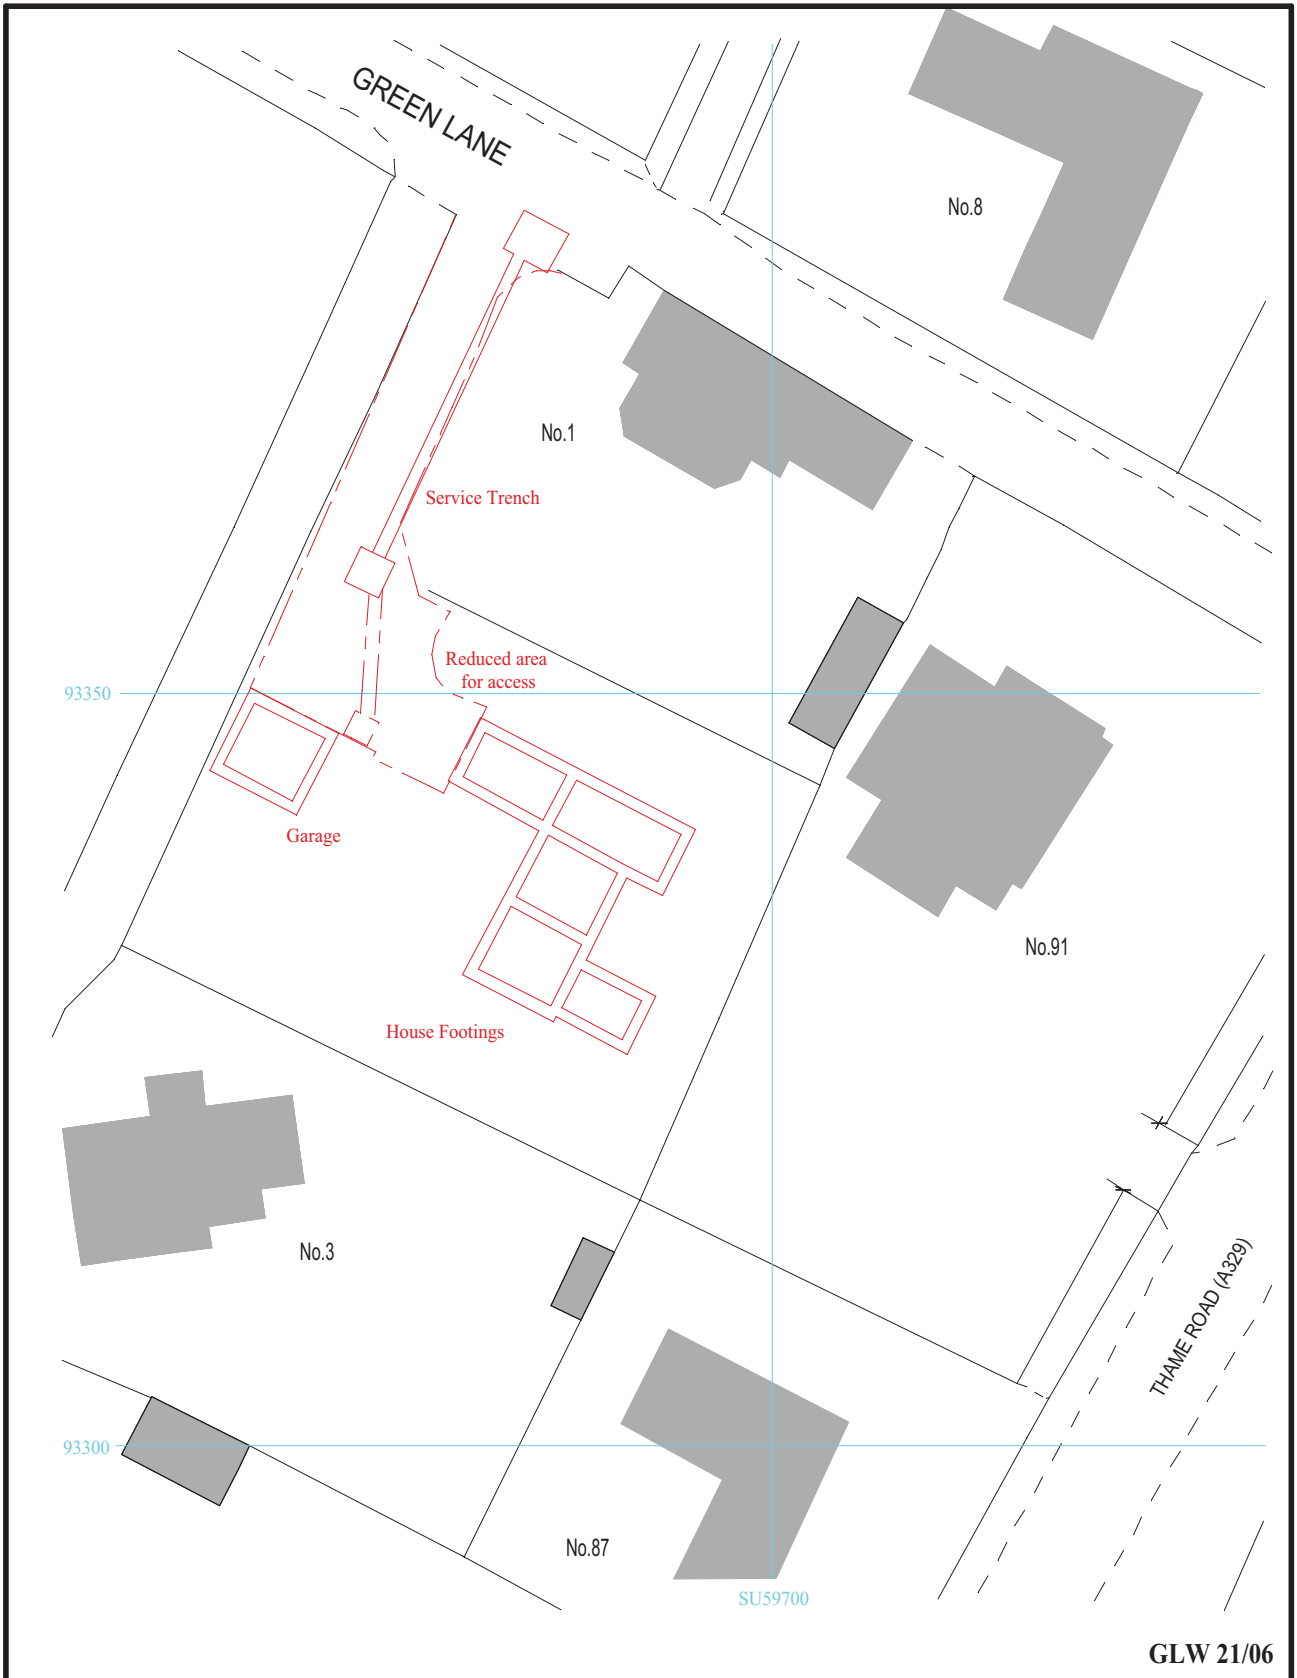 GREEN LANE
No.8
No.1
Service Trench
Reduced area
for access
93350
Garage
No.91
House Footings
No.3
THAME ROAD (A329)
93300
No.87
SU59700
GLW 21/06